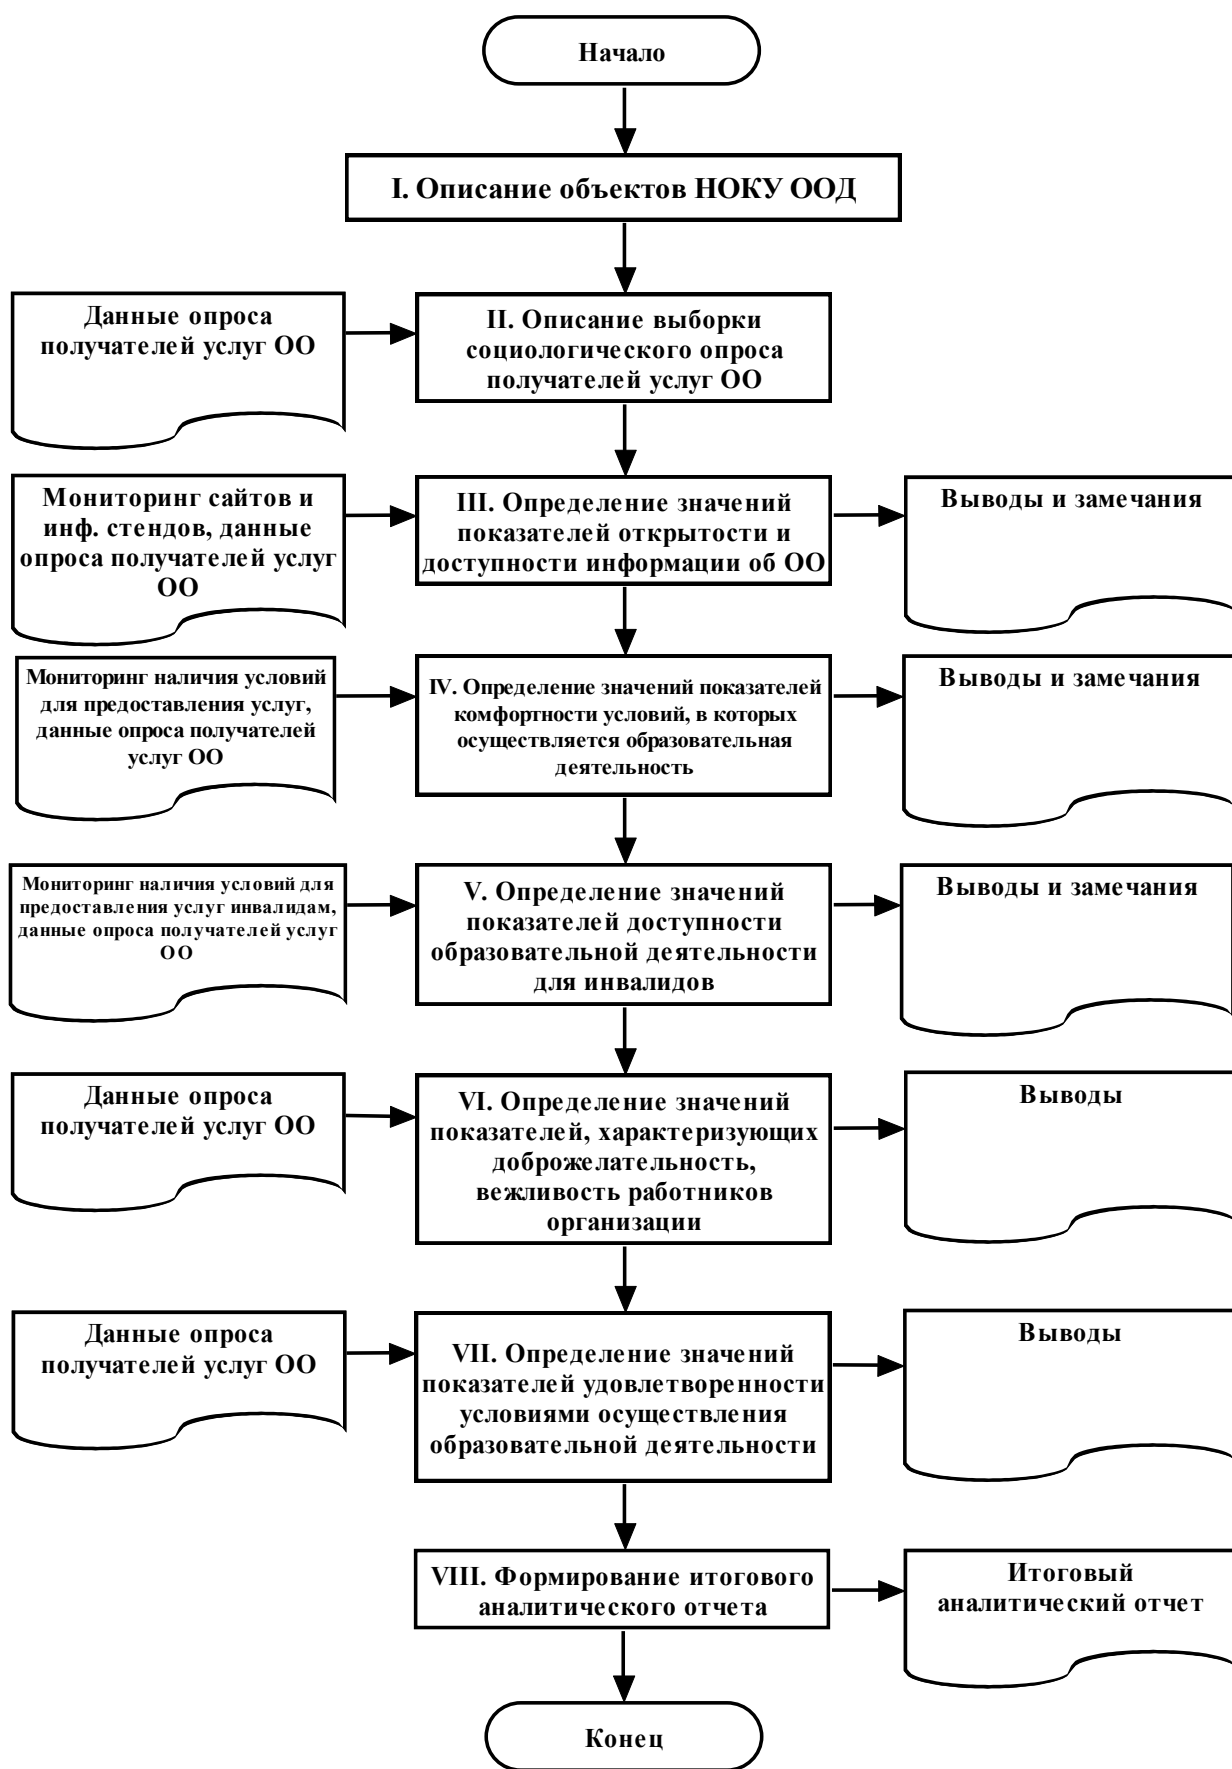 Начало
I. Описание объектов НОКУ ООД
Данные опроса
получателей услуг ОО
II. Описание выборки
социологического опроса
получателей услуг ОО
Мониторинг сайтов и
инф. стендов, данные
опроса получателей услуг
ОО
III. Определение значений
показателей открытости и
доступности информации об ОО
Выводы и замечания
Мониторинг наличия условий
для предоставления услуг,
данные опроса получателей
услуг ОО
IV. Определение значений показателей
комфортности условий, в которых
осуществляется образовательная
деятельность
Выводы и замечания
Мониторинг наличия условий для
предоставления услуг инвалидам,
данные опроса получателей услуг
ОО
V. Определение значений
показателей доступности
образовательной деятельности
для инвалидов
Выводы и замечания
Данные опроса
получателей услуг ОО
VI. Определение значений
показателей, характеризующих
доброжелательность,
вежливость работников
организации
Выводы
Данные опроса
получателей услуг ОО
VII. Определение значений
показателей удовлетворенности
условиями осуществления
образовательной деятельности
Выводы
VIII. Формирование итогового
аналитического отчета
Итоговый
аналитический отчет
Конец